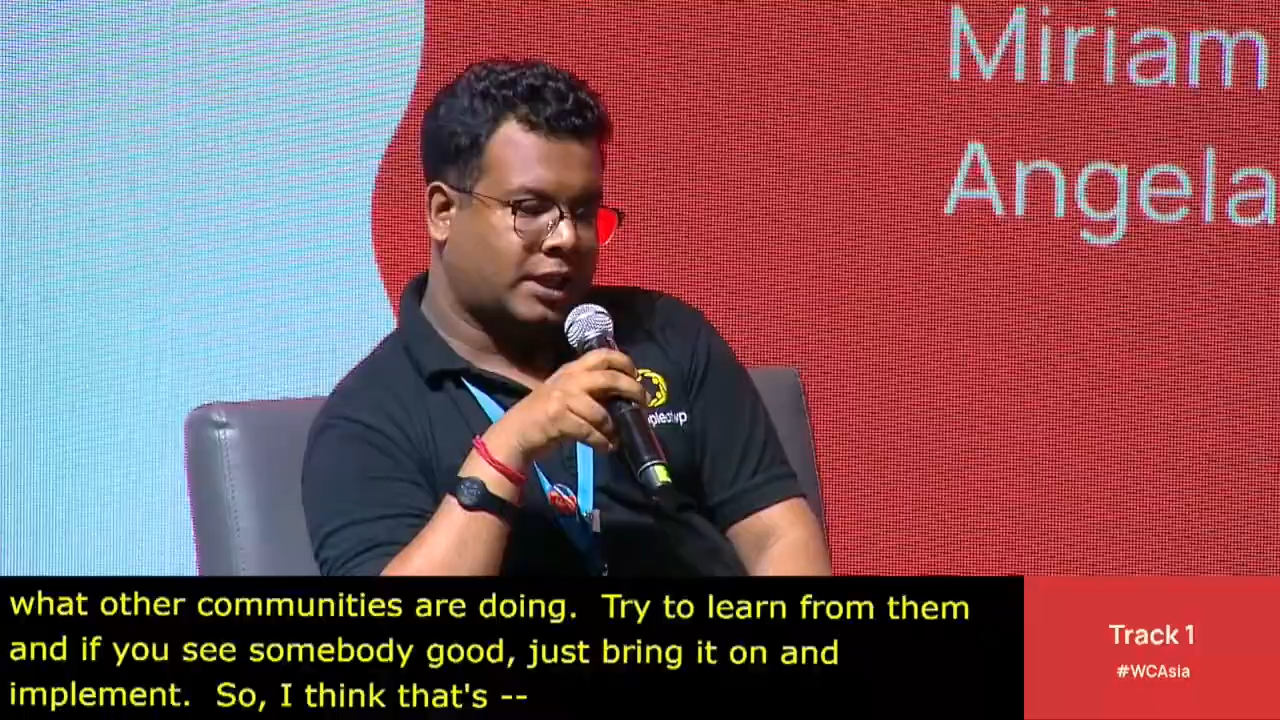 Miriam
Angela
what other communities are doing.  Try to learn from them
and if you see somebody good, just bring it on and
implement.  So, I think that's --
Track 1
#WCAsia